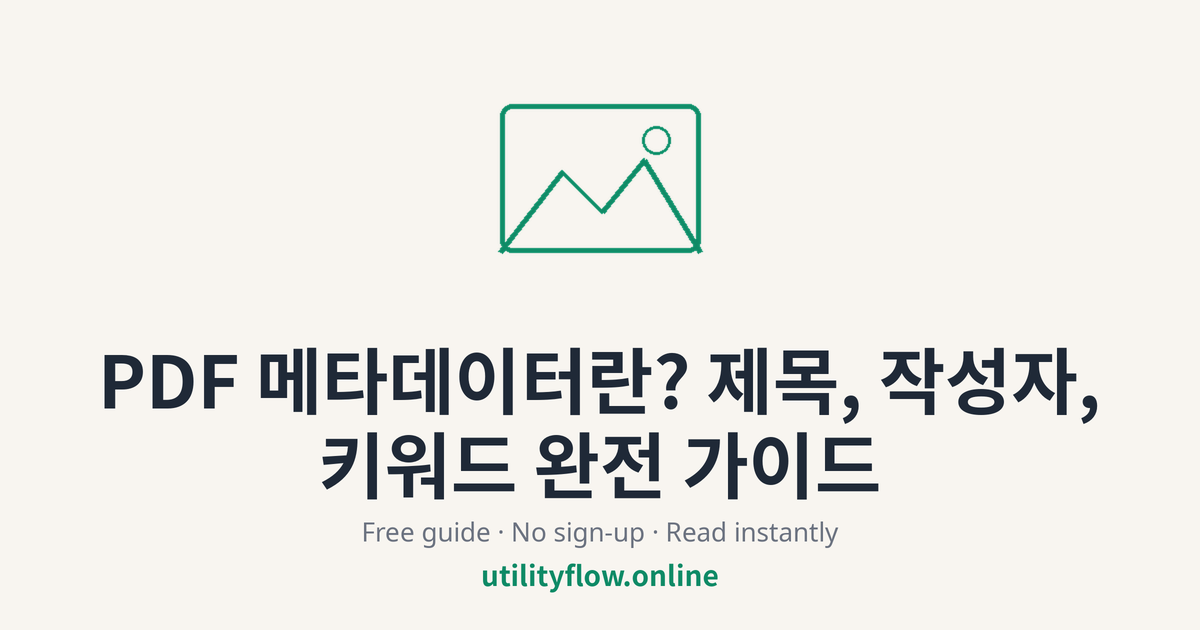 PDF 메타데이터란? 제목, 작성자,
키워드 완전 가이드
Free guide · No sign-up · Read instantly
utilityflow.online